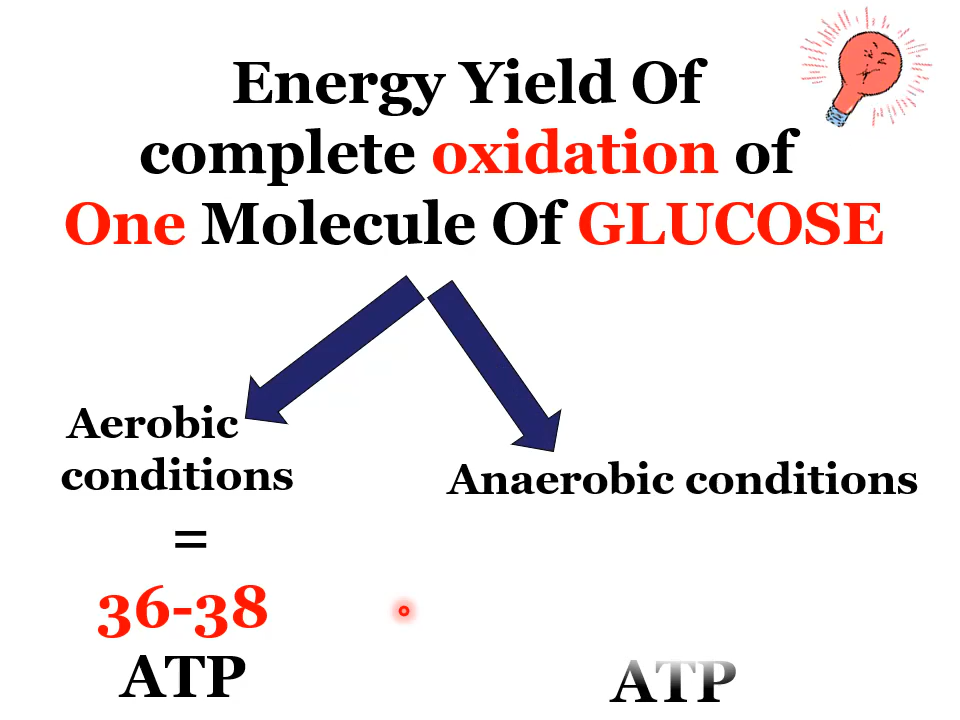 Energy Yield Of
complete oxidation of
One Molecule Of GLUCOSE
Aerobic
conditions
=
36-38
ATP
Anaerobic conditions
ATP